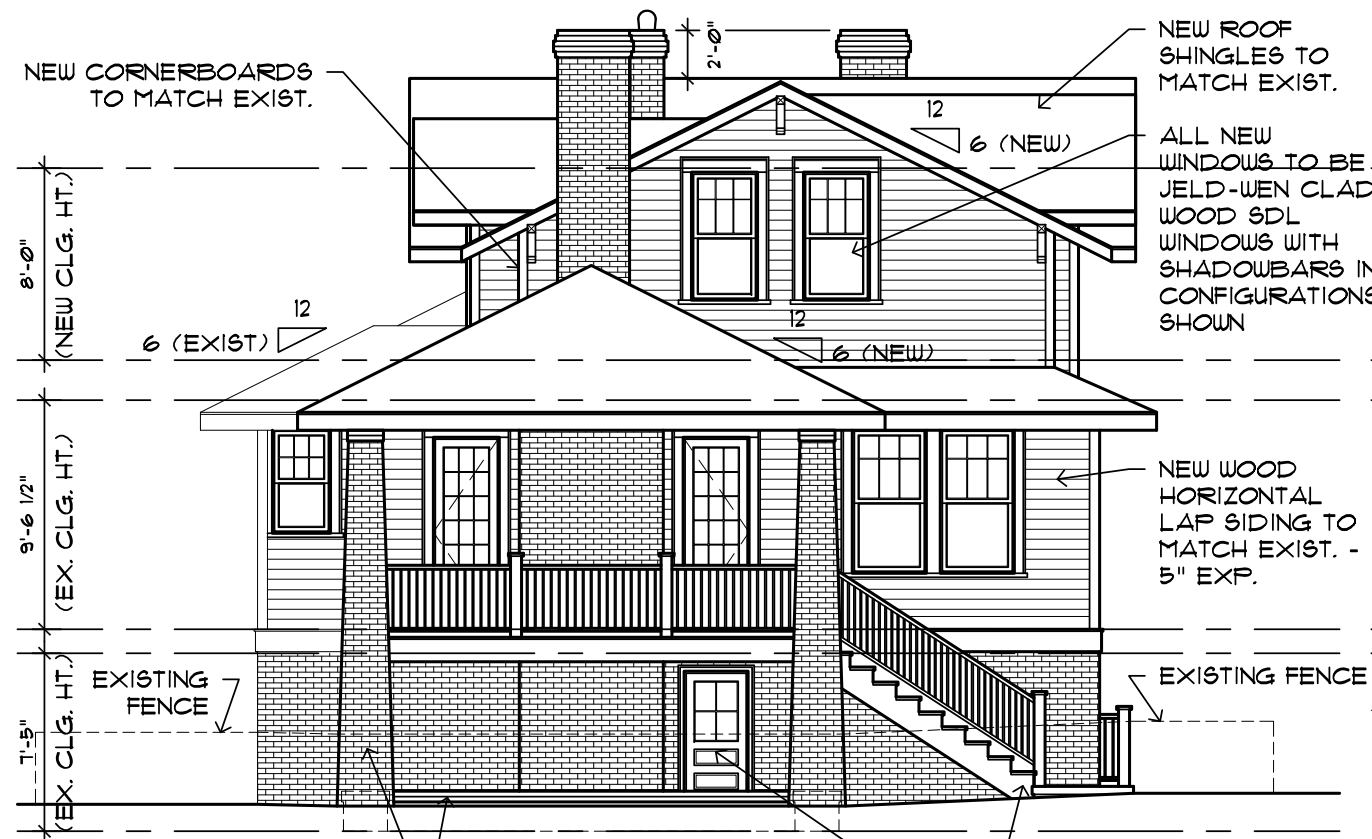 NEW CORNERBOARDS
TO MATCH EXIST.
2'-0"
NEW ROOF
SHINGLES TO
MATCH EXIST.
12
6 (NEW)
ALL NEW
WINDOWS TO BE
JELD-WEN CLAD
WOOD SDL
WINDOWS WITH
SHADOWBARS IN
CONFIGURATIONS
SHOWN
8'-0"
(NEW CLG. HT.)
12
6 (EXIST)
12
6 (NEW)
9'-6 1/2"
(EX. CLG. HT.)
NEW WOOD
HORIZONTAL
LAP SIDING TO
MATCH EXIST. -
5" EXP.
EXISTING
FENCE
EXISTING FENCE
7'-5"
(EX. CLG. HT.)